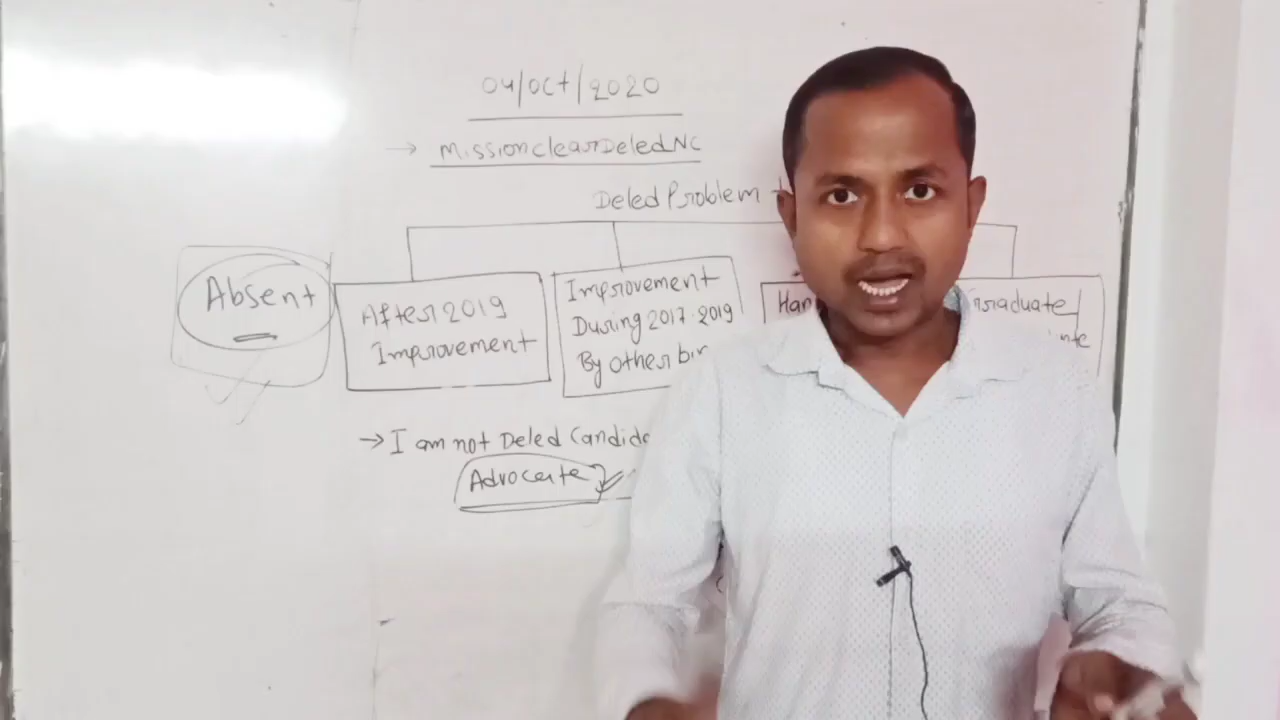 04/Oct/2020
→ MissionclearDeledNC
Deled Problem
Absent
After 2019
Improvement
Improvement
During 2017-2019
By other
Graduate
→ I am not Deled
Advocate